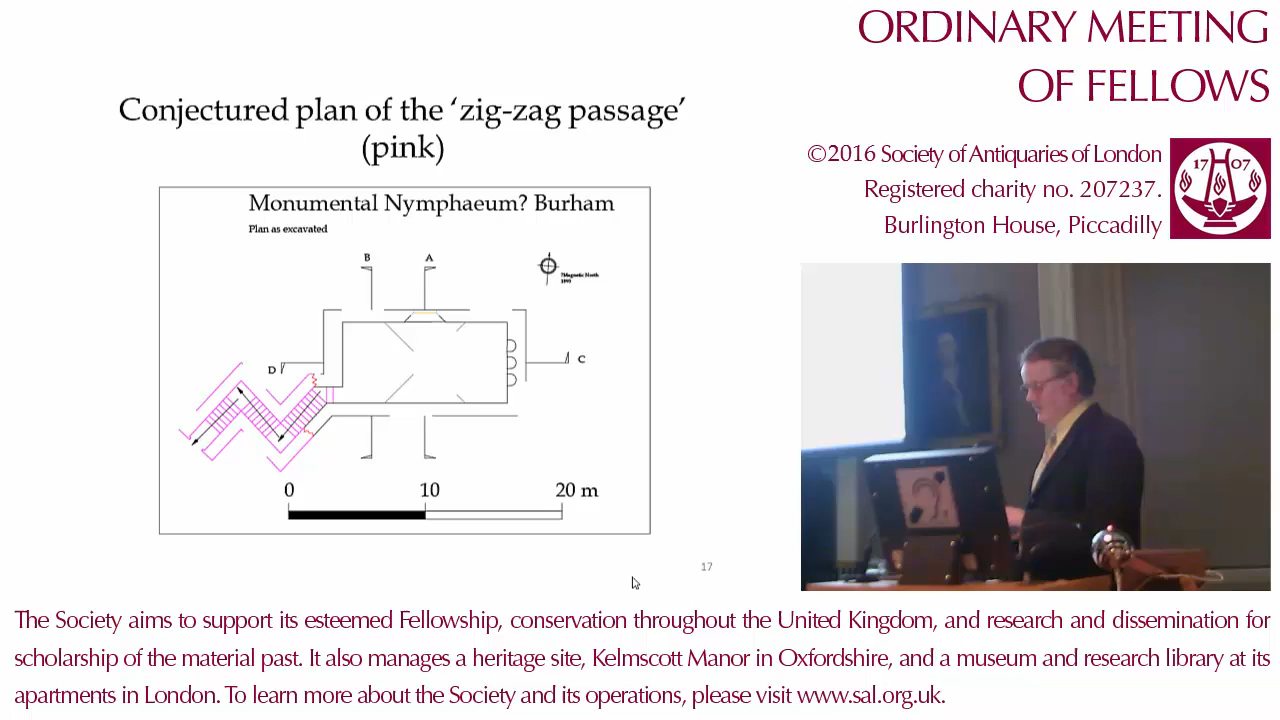 ORDINARY MEETING
OF FELLOWS
©2016 Society of Antiquaries of London
Registered charity no. 207237.
Burlington House, Piccadilly
17 07
Conjectured plan of the ‘zig-zag passage’
(pink)
Monumental Nymphaeum? Burham
Plan as excavated
B
A
Magnetic North
D
C
0
10
20 m
17
The Society aims to support its esteemed Fellowship, conservation throughout the United Kingdom, and research and dissemination for
scholarship of the material past. It also manages a heritage site, Kelmscott Manor in Oxfordshire, and a museum and research library at its
apartments in London. To learn more about the Society and its operations, please visit www.sal.org.uk.